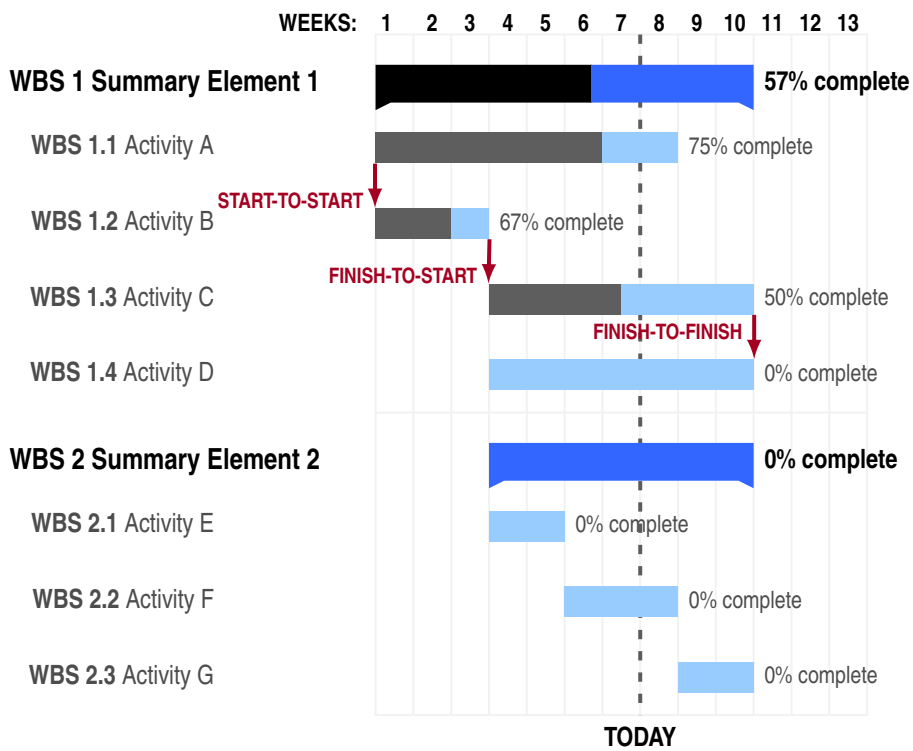 WEEKS: 1 2 3 4 5 6 7 8 9 10 11 12 13
WBS 1 Summary Element 1 57% complete
WBS 1.1 Activity A 75% complete
START-TO-START
WBS 1.2 Activity B 67% complete
FINISH-TO-START
WBS 1.3 Activity C 50% complete
FINISH-TO-FINISH
WBS 1.4 Activity D 0% complete
WBS 2 Summary Element 2 0% complete
WBS 2.1 Activity E 0% complete
WBS 2.2 Activity F 0% complete
WBS 2.3 Activity G 0% complete
TODAY